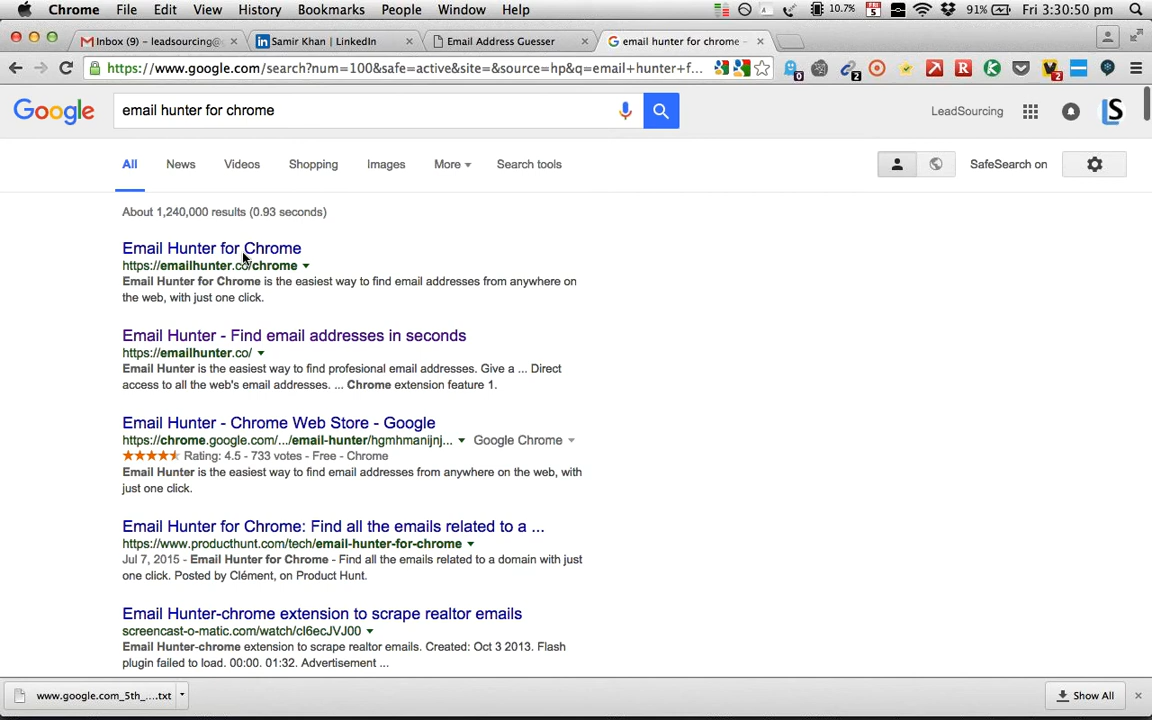 Chrome File Edit View History Bookmarks People Window Help 10.7% 91% Fri 3:30:50 pm
Inbox (9) - leadsourcing@ Samir Khan | LinkedIn Email Address Guesser email hunter for chrome -
https://www.google.com/search?num=100&safe=active&site=&source=hp&q=email+hunter+f...
Google email hunter for chrome LeadSourcing
All News Videos Shopping Images More Search tools SafeSearch on
About 1,240,000 results (0.93 seconds)
Email Hunter for Chrome
https://emailhunter.co/chrome
Email Hunter for Chrome is the easiest way to find email addresses from anywhere on
the web, with just one click.
Email Hunter - Find email addresses in seconds
https://emailhunter.co/
Email Hunter is the easiest way to find profesional email addresses. Give a ... Direct
access to all the web's email addresses. ... Chrome extension feature 1.
Email Hunter - Chrome Web Store - Google
https://chrome.google.com/.../email-hunter/hgmhmanijnj... Google Chrome
Rating: 4.5 - 733 votes - Free - Chrome
Email Hunter is the easiest way to find email addresses from anywhere on the web, with
just one click.
Email Hunter for Chrome: Find all the emails related to a ...
https://www.producthunt.com/tech/email-hunter-for-chrome
Jul 7, 2015 - Email Hunter for Chrome - Find all the emails related to a domain with just
one click. Posted by Clément, on Product Hunt.
Email Hunter-chrome extension to scrape realtor emails
screencast-o-matic.com/watch/cI6ecJVJ00
Email Hunter-chrome extension to scrape realtor emails. Created: Oct 3 2013. Flash
plugin failed to load. 00:00. 01:32. Advertisement ...
www.google.com_5th_....txt Show All